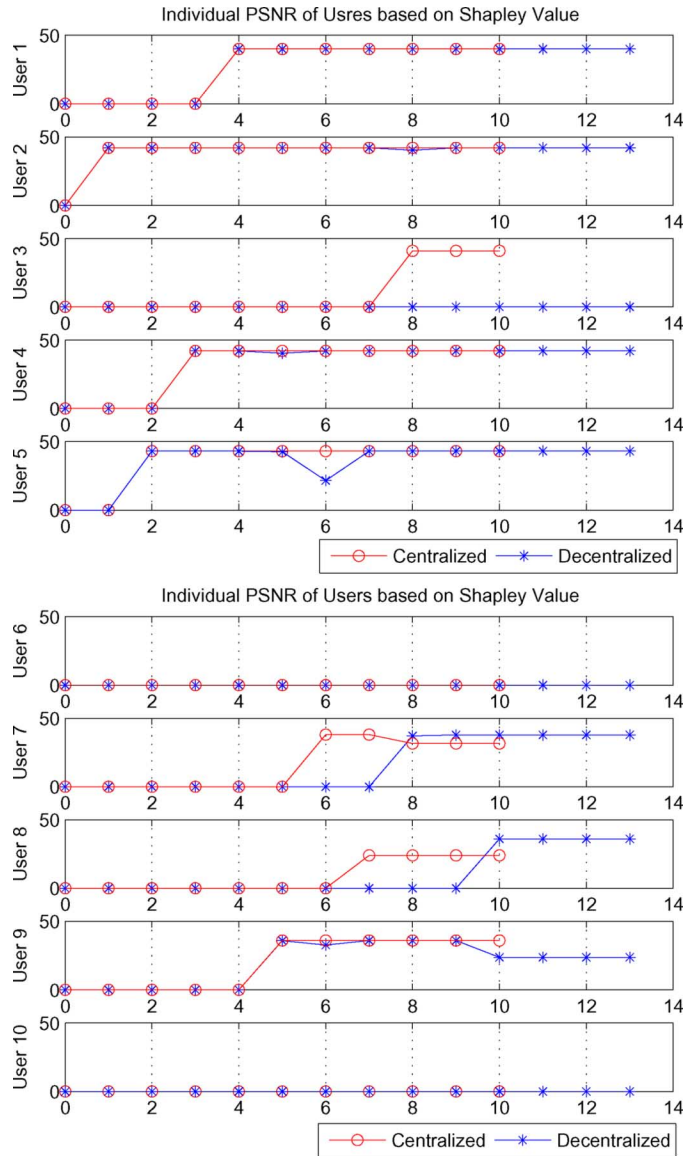 Individual PSNR of Usres based on Shapley Value
User 1
50
0
0 2 4 6 8 10 12 14
User 2
50
0
0 2 4 6 8 10 12 14
User 3
50
0
0 2 4 6 8 10 12 14
User 4
50
0
0 2 4 6 8 10 12 14
User 5
50
0
0 2 4 6 8 10 12 14
Centralized Decentralized
Individual PSNR of Users based on Shapley Value
User 6
50
0
0 2 4 6 8 10 12 14
User 7
50
0
0 2 4 6 8 10 12 14
User 8
50
0
0 2 4 6 8 10 12 14
User 9
50
0
0 2 4 6 8 10 12 14
User 10
50
0
0 2 4 6 8 10 12 14
Centralized Decentralized